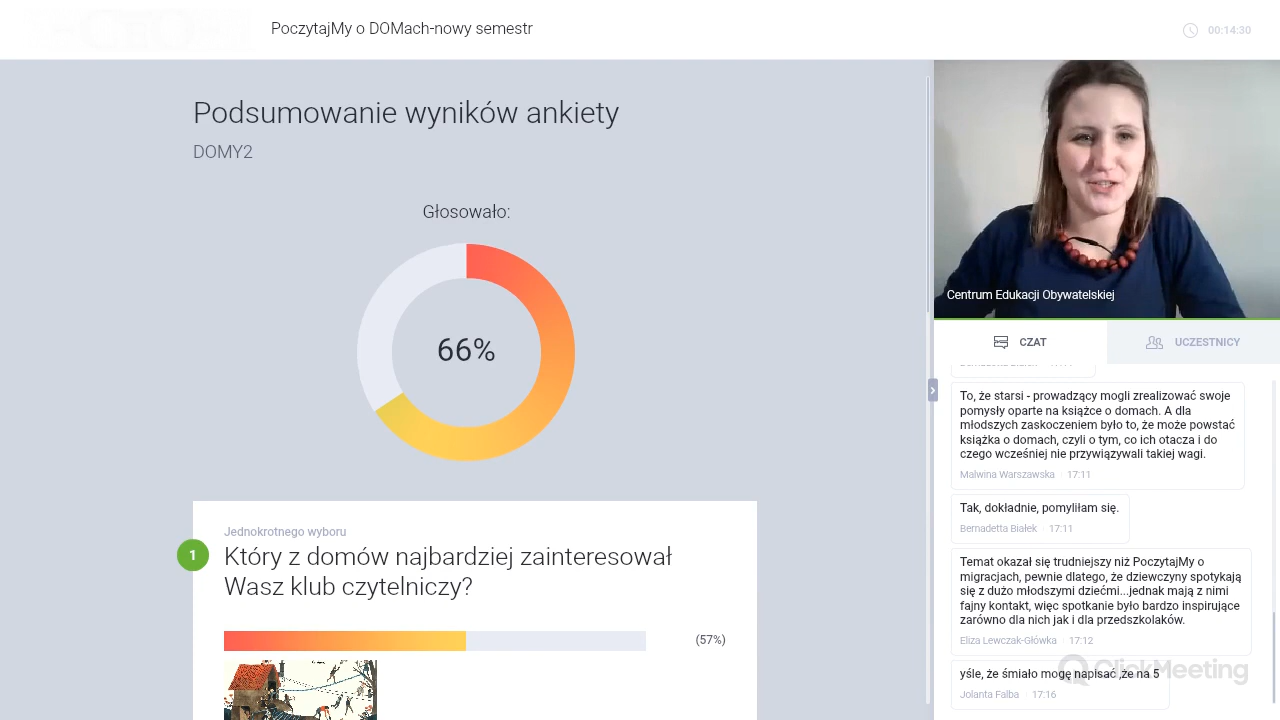 PoczytajMy o DOMach-nowy semestr
00:14:30
Podsumowanie wyników ankiety
DOMY2
Głosowało:
66%
1
Jednokrotnego wyboru
Który z domów najbardziej zainteresował
Wasz klub czytelniczy?
(57%)
Centrum Edukacji Obywatelskiej
CZAT
UCZESTNICY
To, że starsi - prowadzący mogli zrealizować swoje
pomysły oparte na książce o domach. A dla
młodszych zaskoczeniem było to, że może powstać
książka o domach, czyli o tym, co ich otacza i do
czego wcześniej nie przywiązywali takiej wagi.
Malwina Warszawska · 17:11
Tak, dokładnie, pomyliłam się.
Bernadetta Białek · 17:11
Temat okazał się trudniejszy niż PoczytajMy o
migracjach, pewnie dlatego, że dziewczyny spotykają
się z dużo młodszymi dziećmi...jednak mają z nimi
fajny kontakt, więc spotkanie było bardzo inspirujące
zarówno dla nich jak i dla przedszkolaków.
Eliza Lewczak-Główka · 17:12
yśle, że śmiało mogę napisać ,że na 5
Jolanta Falba · 17:16
ClickMeeting